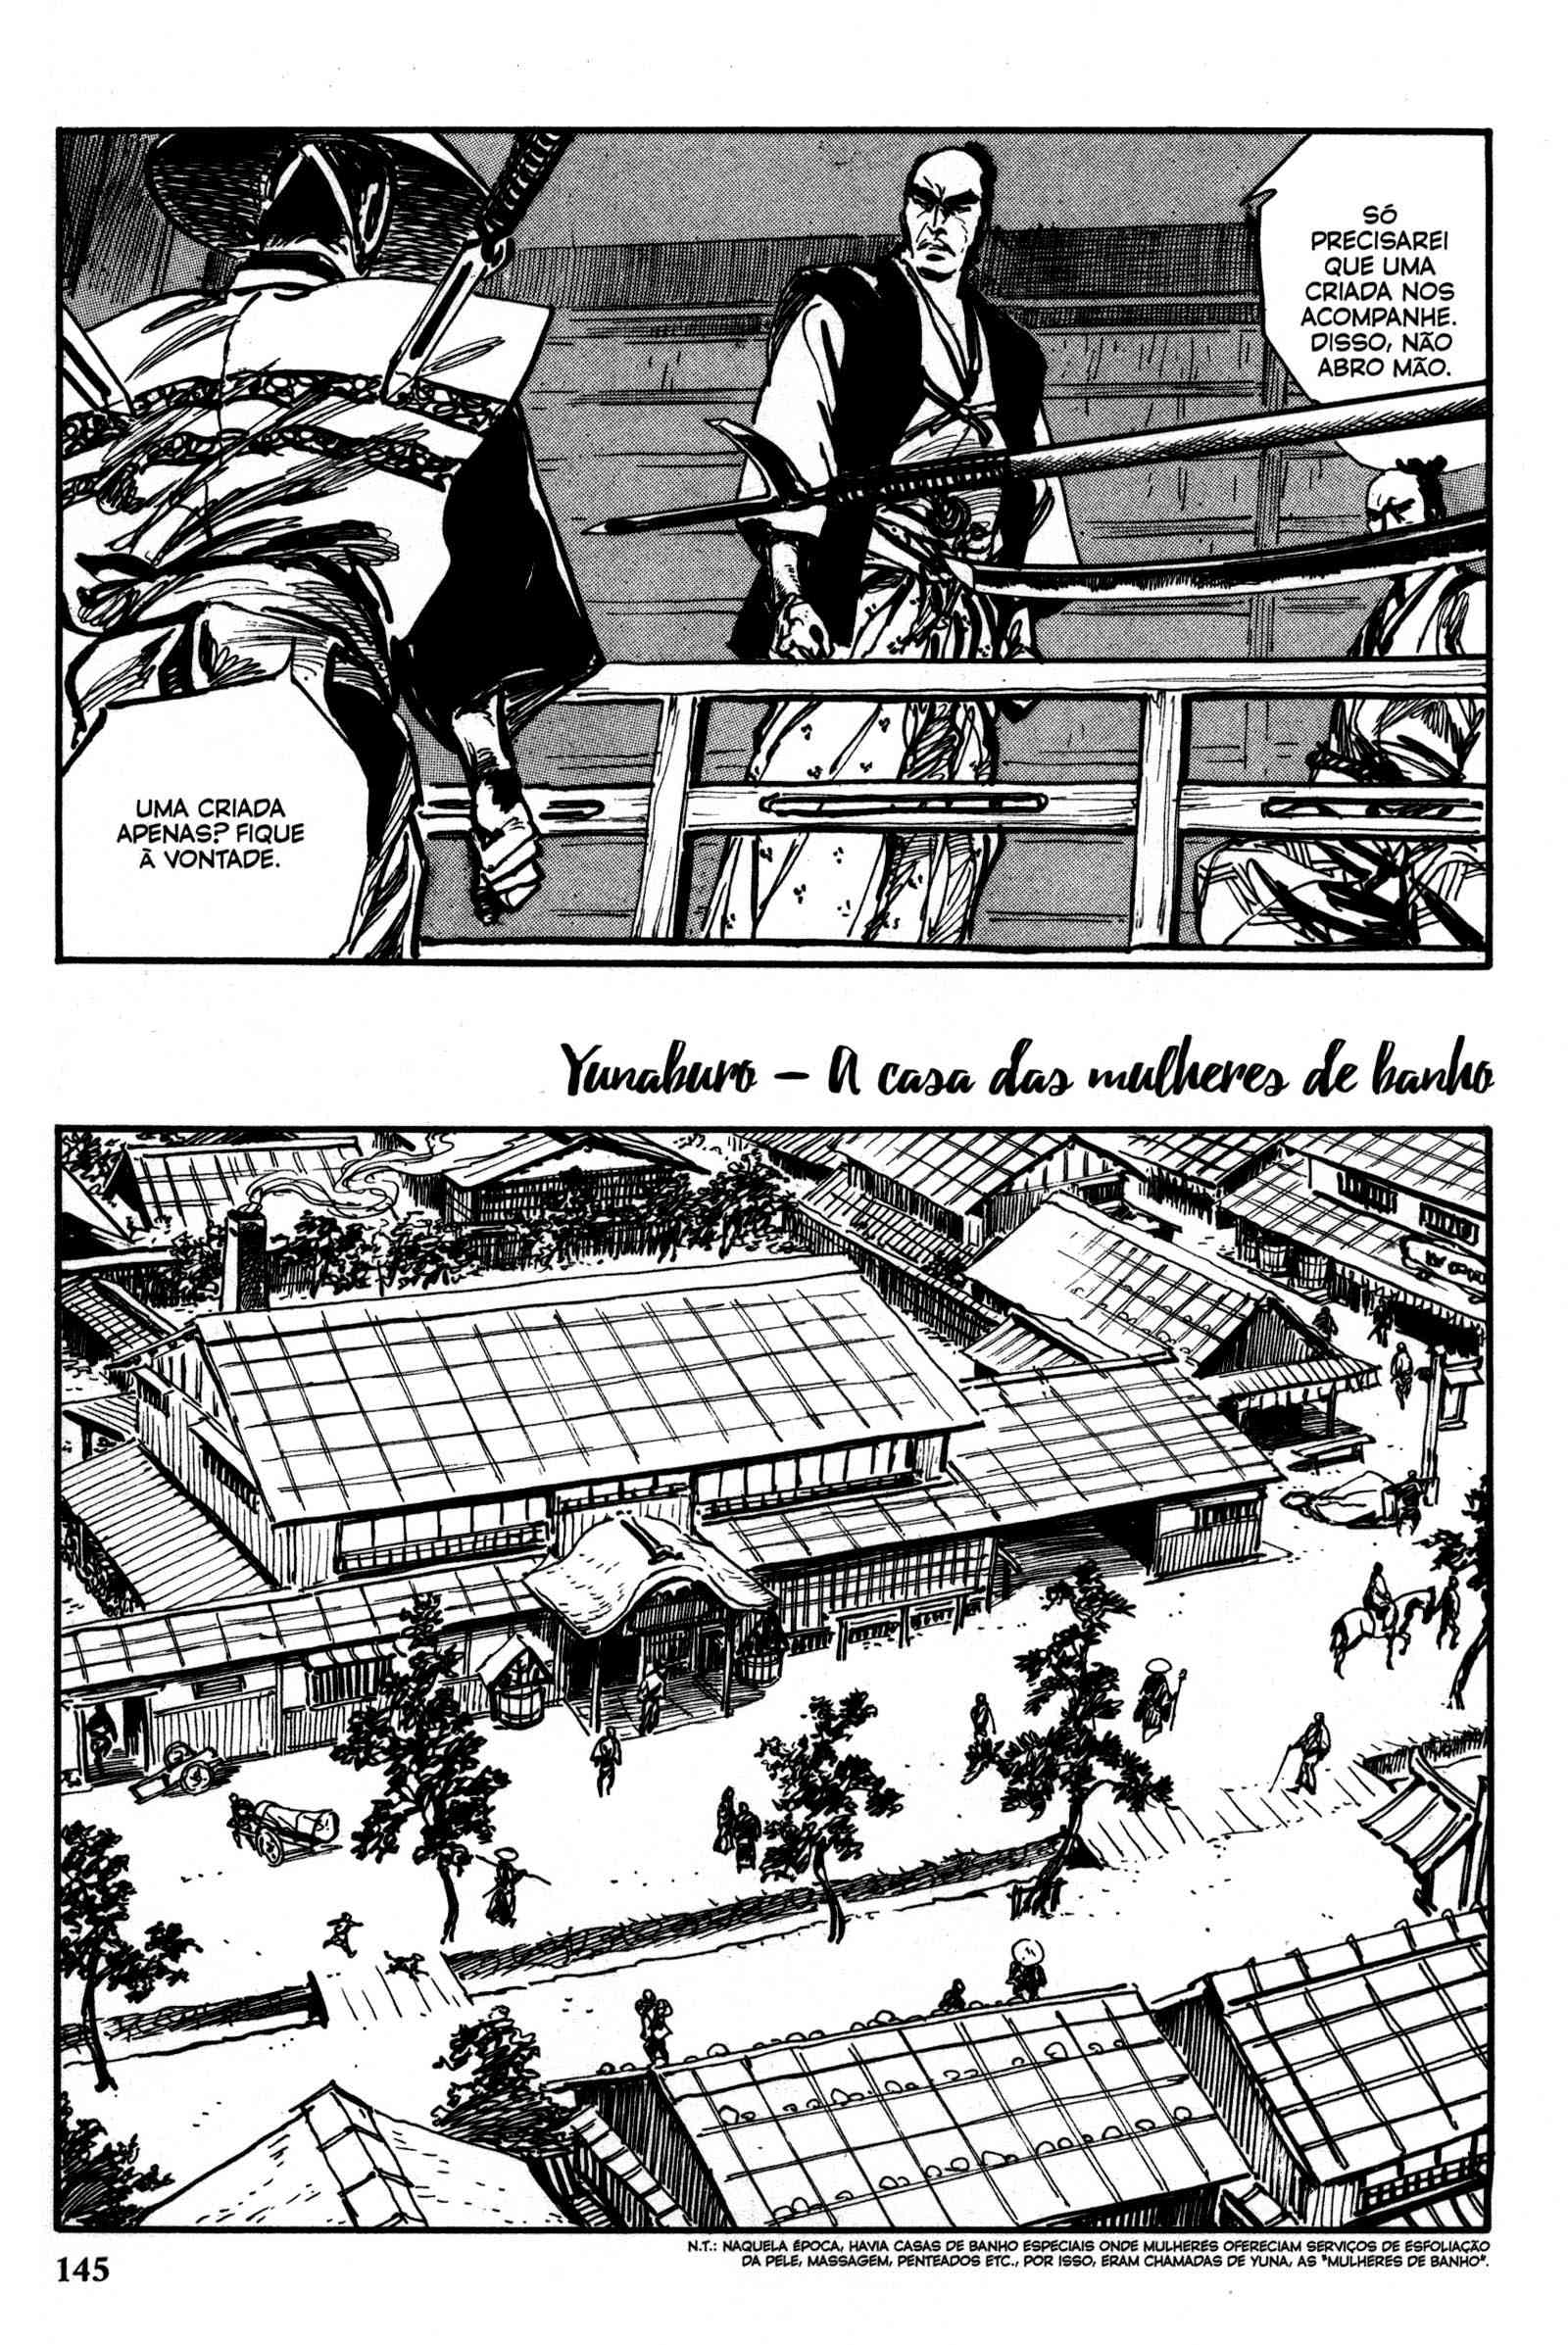 SÓ
PRECISAREI
QUE UMA
CRIADA NOS
ACOMPANHE.
DISSO, NÃO
ABRO MÃO.
UMA CRIADA
APENAS? FIQUE
À VONTADE.
Yunaburo – A casa das mulheres de banho
N.T.: NAQUELA ÉPOCA, HAVIA CASAS DE BANHO ESPECIAIS ONDE MULHERES OFERECIAM SERVIÇOS DE ESFOLIAÇÃO
DA PELE, MASSAGEM, PENTEADOS ETC., POR ISSO, ERAM CHAMADAS DE YUNA, AS "MULHERES DE BANHO".
145